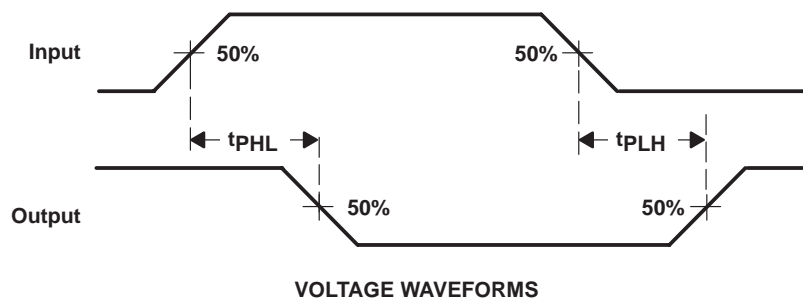 Input
50%
50%
tPHL
tPLH
Output
50%
50%
VOLTAGE WAVEFORMS